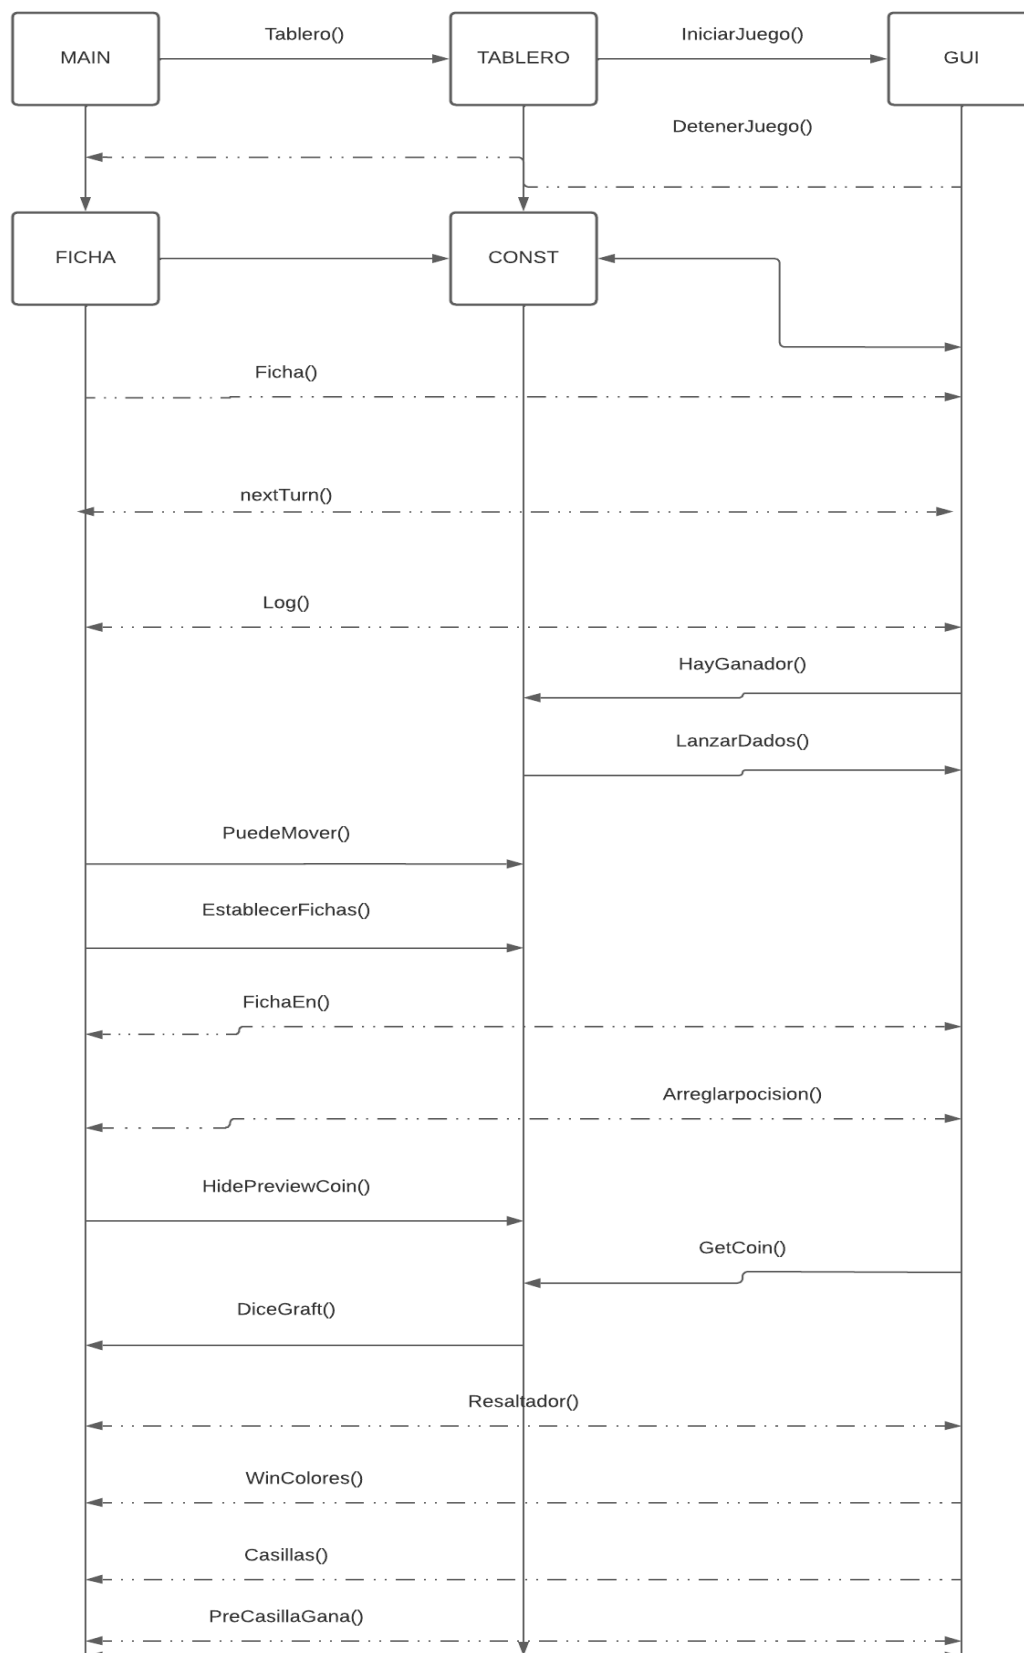 Tablero()
IniciarJuego()
MAIN
TABLERO
GUI
DetenerJuego()
FICHA
CONST
Ficha()
nextTurn()
Log()
HayGanador()
LanzarDados()
PuedeMover()
EstablecerFichas()
FichaEn()
Arreglarpocision()
HidePreviewCoin()
GetCoin()
DiceGraft()
Resaltador()
WinColores()
Casillas()
PreCasillaGana()